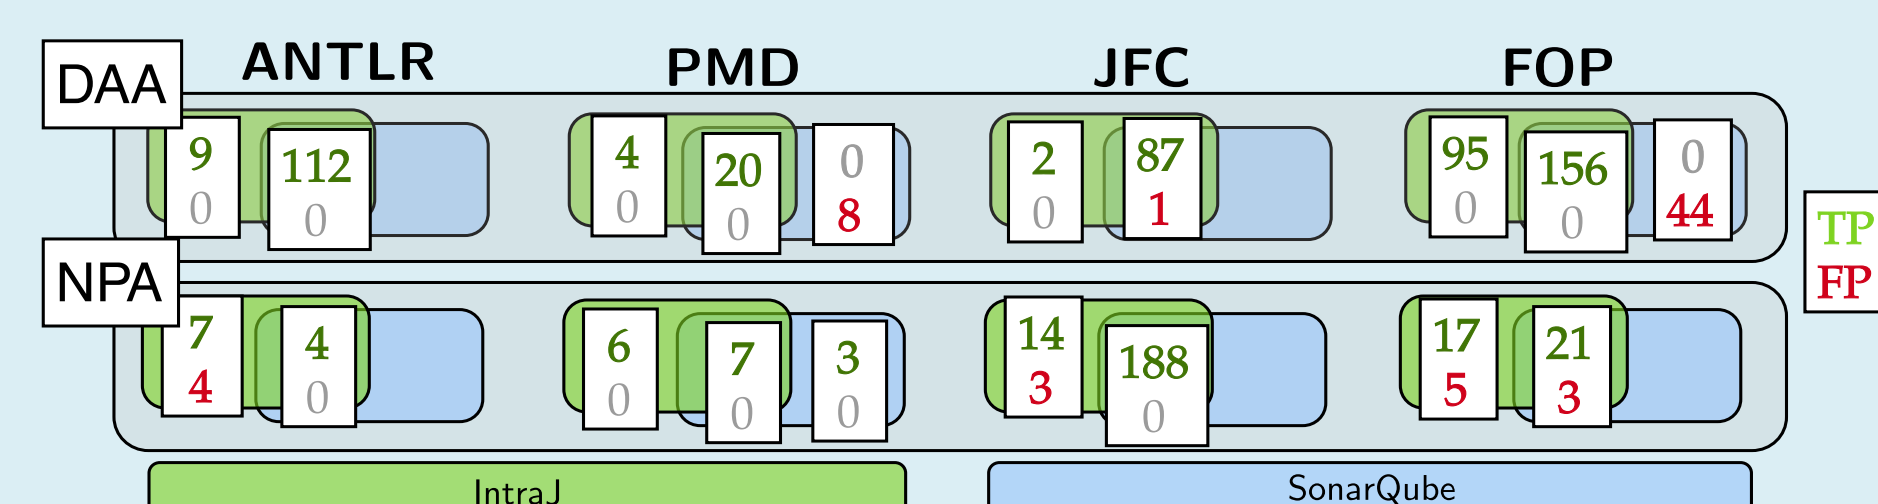 ANTLR PMD JFC FOP
DAA
9 112 4 20 0 2 87 95 156 0
0 0 0 0 8 0 1 0 0 44
TP
FP
NPA
7 4 6 7 3 14 188 17 21
4 0 0 0 0 3 0 5 3
IntraJ SonarQube